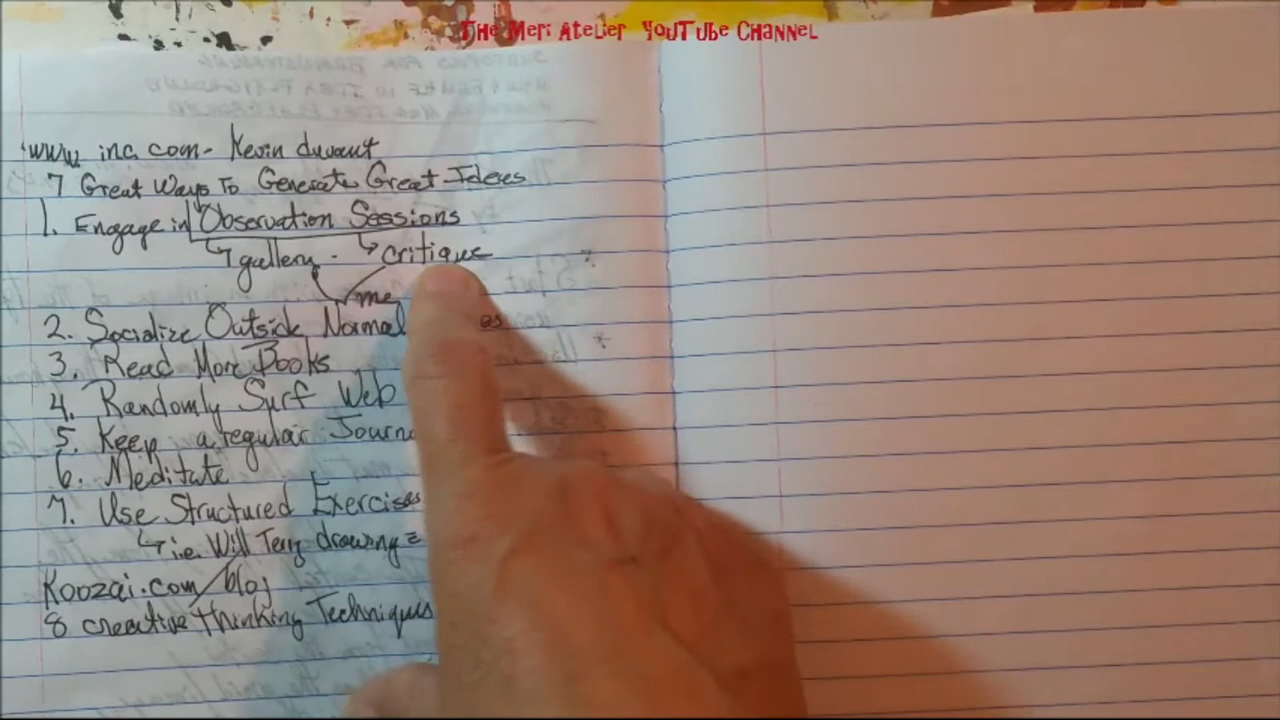 The Meri Atelier YouTube Channel
www inc. com - Kevin duvant
7 Great Ways To Generate Great Ideas
1. Engage in Observation Sessions
gallery - critique
me
2. Socialize Outside Normal es
3. Read More Books
4. Randomly Surf Web
5. Keep a regular Journ
6. Meditate
7. Use Structured Exercises
i.e. Will Terry drawing
Koozai.com/blog
8 creative thinking Techniques